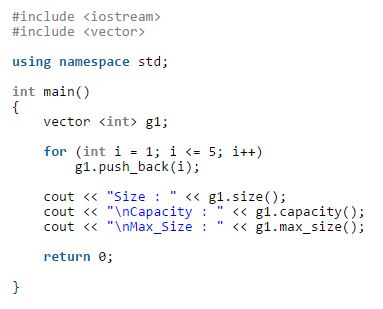 #include <iostream>
#include <vector>
using namespace std;
int main()
{
    vector <int> g1;
    for (int i = 1; i <= 5; i++)
        g1.push_back(i);
    cout << "Size : " << g1.size();
    cout << "\nCapacity : " << g1.capacity();
    cout << "\nMax_Size : " << g1.max_size();
    return 0;
}